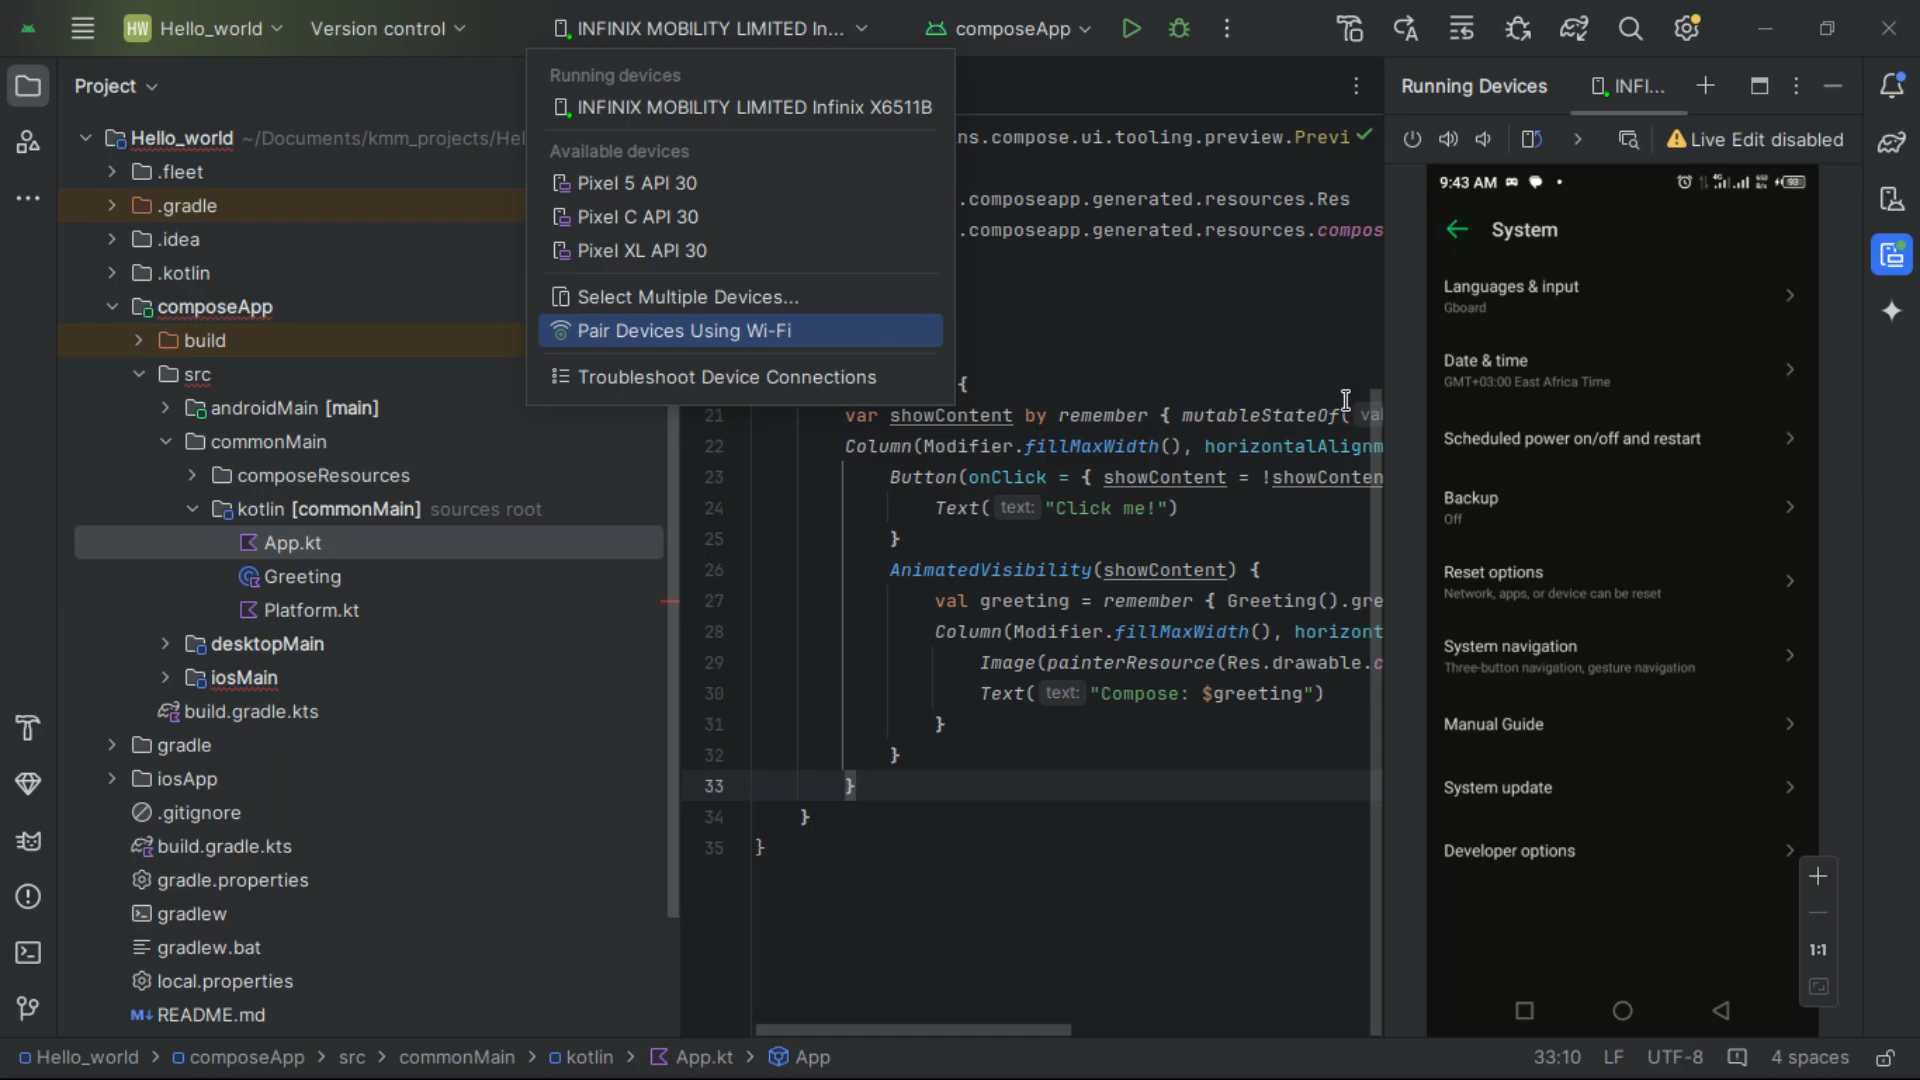 HW Hello_world
Version control
INFINIX MOBILITY LIMITED In...
composeApp
Running devices
INFINIX MOBILITY LIMITED Infinix X6511B
Available devices
Pixel 5 API 30
Pixel C API 30
Pixel XL API 30
Select Multiple Devices...
Pair Devices Using Wi-Fi
Troubleshoot Device Connections
Project
Hello_world ~/Documents/kmm_projects/Hel
.fleet
.gradle
.idea
.kotlin
composeApp
build
src
androidMain [main]
commonMain
composeResources
kotlin [commonMain] sources root
App.kt
Greeting
Platform.kt
desktopMain
iosMain
build.gradle.kts
gradle
iosApp
.gitignore
build.gradle.kts
gradle.properties
gradlew
gradlew.bat
local.properties
M↓ README.md
ns.compose.ui.tooling.preview.Previ
.composeapp.generated.resources.Res
.composeapp.generated.resources.compos
{
21 var showContent by remember { mutableStateOf( val
22 Column(Modifier.fillMaxWidth(), horizontalAlignm
23 Button(onClick = { showContent = !showConten
24 Text( text: "Click me!")
25 }
26 AnimatedVisibility(showContent) {
27 val greeting = remember { Greeting().gre
28 Column(Modifier.fillMaxWidth(), horizont
29 Image(painterResource(Res.drawable.c
30 Text( text: "Compose: $greeting")
31 }
32 }
33 }
34 }
35 }
Running Devices
INFI...
Live Edit disabled
9:43 AM
4G
93
System
Languages & input
Gboard
Date & time
GMT+03:00 East Africa Time
Scheduled power on/off and restart
Backup
Off
Reset options
Network, apps, or device can be reset
System navigation
Three-button navigation, gesture navigation
Manual Guide
System update
Developer options
1:1
Hello_world > composeApp > src > commonMain > kotlin > App.kt > App
33:10 LF UTF-8 4 spaces